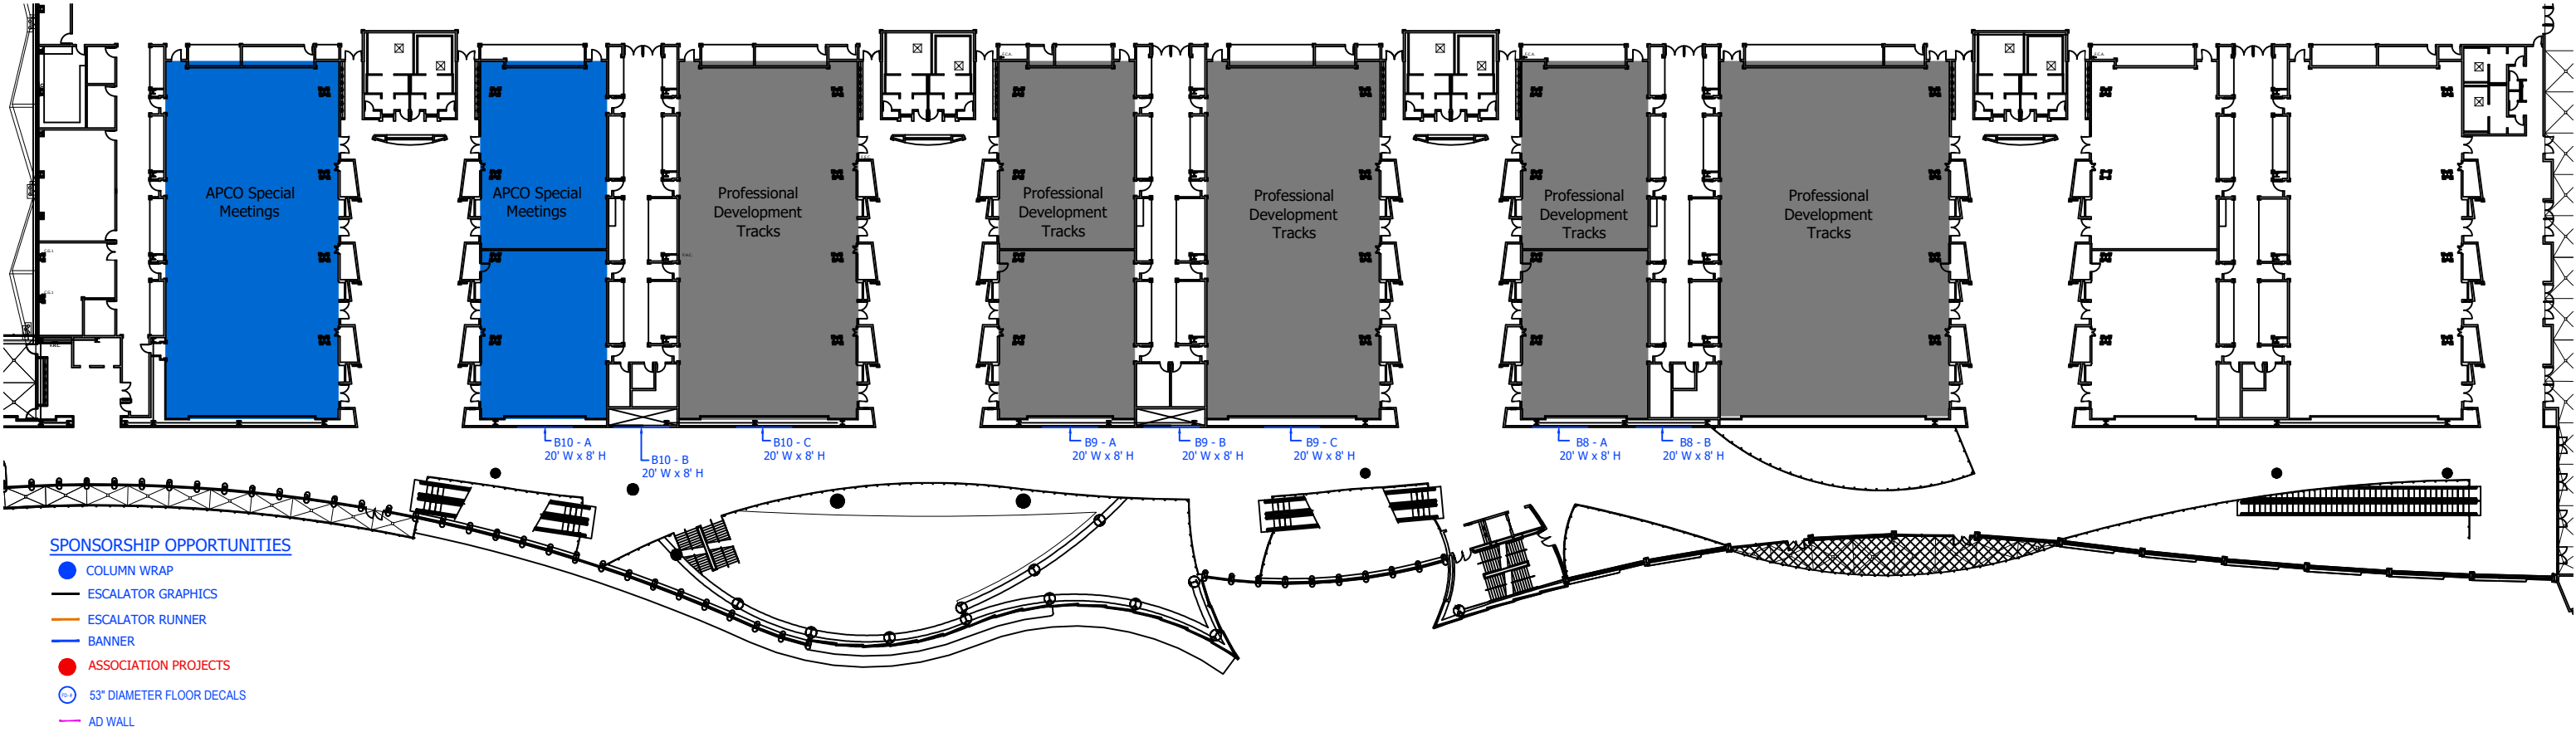 APCO Special
Meetings
APCO Special
Meetings
Professional
Development
Tracks
Professional
Development
Tracks
Professional
Development
Tracks
Professional
Development
Tracks
Professional
Development
Tracks
B10 - A
20' W x 8' H
B10 - B
20' W x 8' H
B10 - C
20' W x 8' H
B9 - A
20' W x 8' H
B9 - B
20' W x 8' H
B9 - C
20' W x 8' H
B8 - A
20' W x 8' H
B8 - B
20' W x 8' H
SPONSORSHIP OPPORTUNITIES
COLUMN WRAP
ESCALATOR GRAPHICS
ESCALATOR RUNNER
BANNER
ASSOCIATION PROJECTS
53" DIAMETER FLOOR DECALS
AD WALL